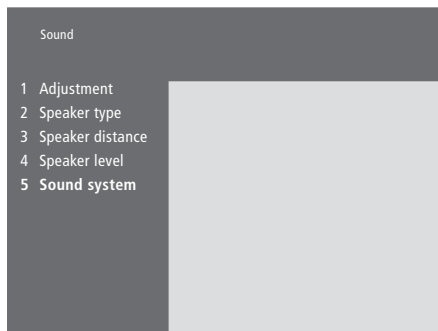 Sound
1 Adjustment
2 Speaker type
3 Speaker distance
4 Speaker level
5 Sound system